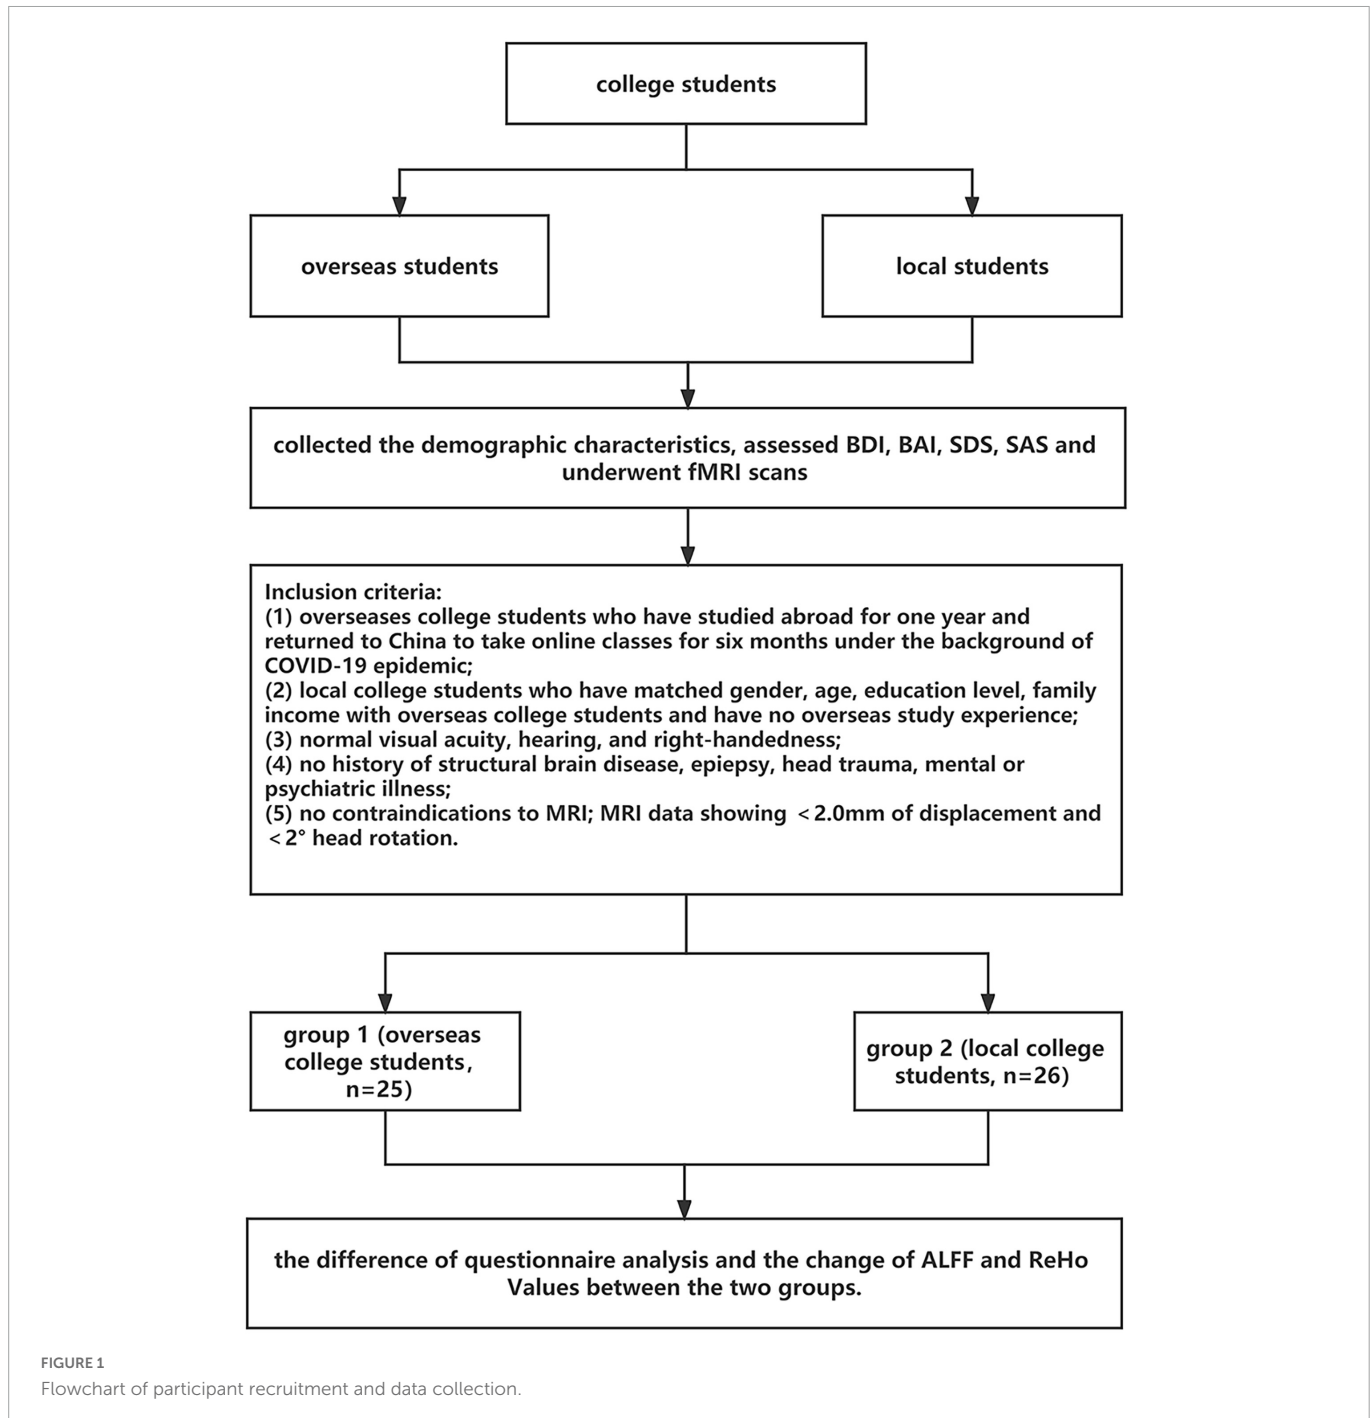 college students
overseas students
local students
collected the demographic characteristics, assessed BDI, BAI, SDS, SAS and
underwent fMRI scans
Inclusion criteria:
(1) overseases college students who have studied abroad for one year and
returned to China to take online classes for six months under the background of
COVID-19 epidemic;
(2) local college students who have matched gender, age, education level, family
income with overseas college students and have no overseas study experience;
(3) normal visual acuity, hearing, and right-handedness;
(4) no history of structural brain disease, epiepsy, head trauma, mental or
psychiatric illness;
(5) no contraindications to MRI; MRI data showing <2.0mm of displacement and
<2° head rotation.
group 1 (overseas
college students,
n=25)
group 2 (local college
students, n=26)
the difference of questionnaire analysis and the change of ALFF and ReHo
Values between the two groups.
FIGURE 1
Flowchart of participant recruitment and data collection.